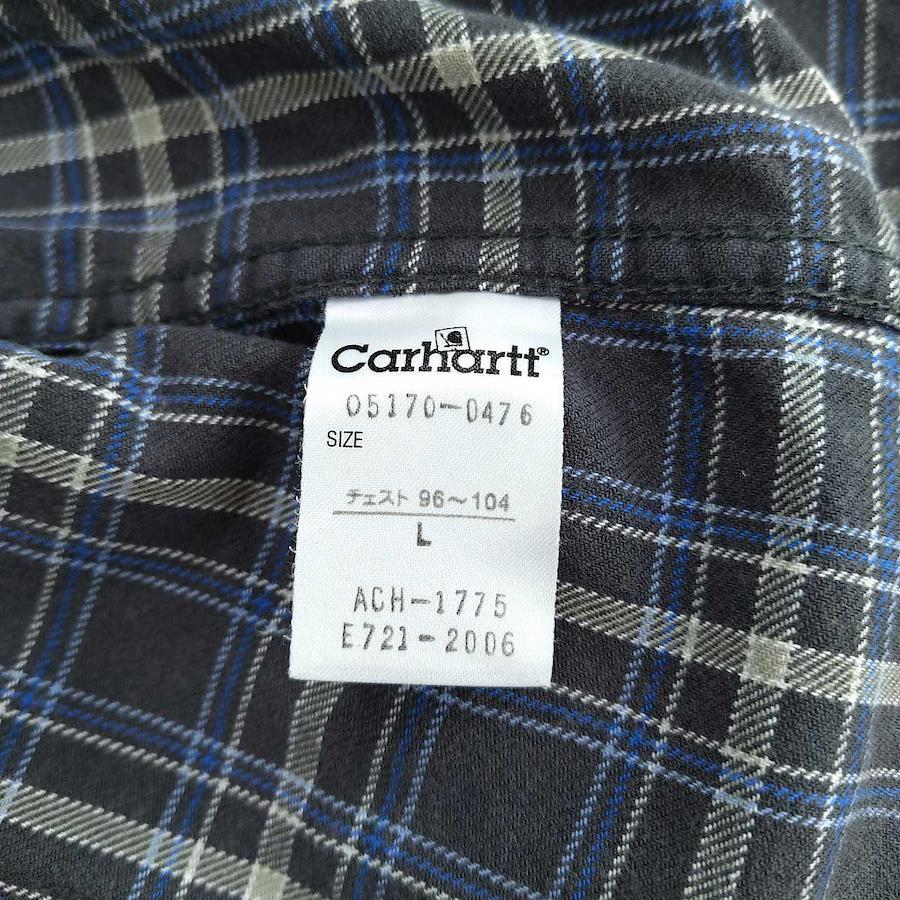 Carhartt®
05170-0476
SIZE
チェスト 96～104
L
ACH-1775
E721-2006